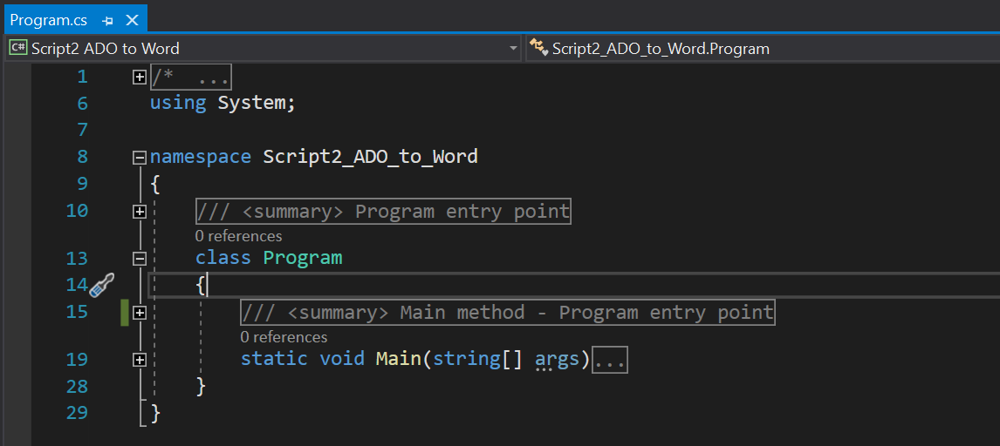 Program.cs
C# Script2 ADO to Word Script2_ADO_to_Word.Program
1 /* ...
6 using System;
7
8 namespace Script2_ADO_to_Word
9 {
10 /// <summary> Program entry point
0 references
13 class Program
14 {
15 /// <summary> Main method - Program entry point
0 references
19 static void Main(string[] args)...
28 }
29 }